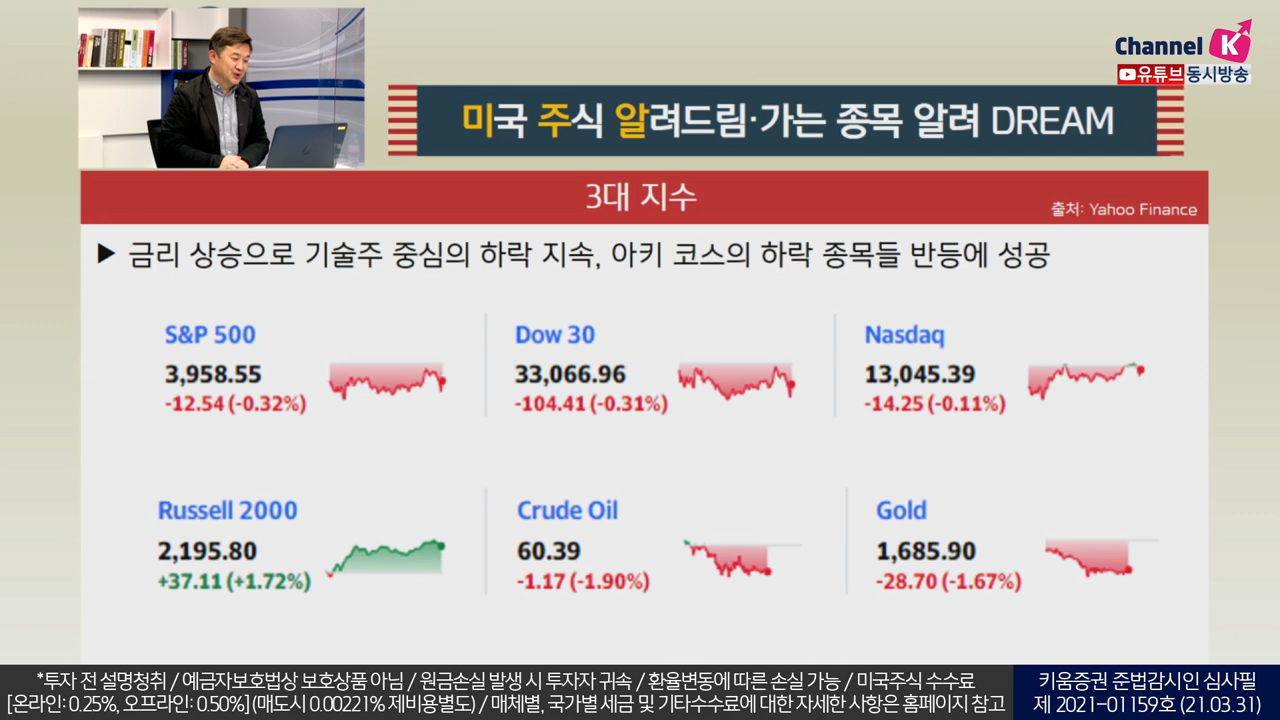 Channel K
유튜브 동시방송
미국 주식 알려드림·가는 종목 알려 DREAM
3대 지수
출처: Yahoo Finance
▶ 금리 상승으로 기술주 중심의 하락 지속, 아키 코스의 하락 종목들 반등에 성공
S&P 500
3,958.55
-12.54 (-0.32%)
Dow 30
33,066.96
-104.41 (-0.31%)
Nasdaq
13,045.39
-14.25 (-0.11%)
Russell 2000
2,195.80
+37.11 (+1.72%)
Crude Oil
60.39
-1.17 (-1.90%)
Gold
1,685.90
-28.70 (-1.67%)
*투자 전 설명청취 / 예금자보호법상 보호상품 아님 / 원금손실 발생 시 투자자 귀속 / 환율변동에 따른 손실 가능 / 미국주식 수수료
[온라인: 0.25%, 오프라인: 0.50%] (매도시 0.00221% 제비용별도) / 매체별, 국가별 세금 및 기타수수료에 대한 자세한 사항은 홈페이지 참고
키움증권 준법감시인 심사필
제 2021-01159호 (21.03.31)